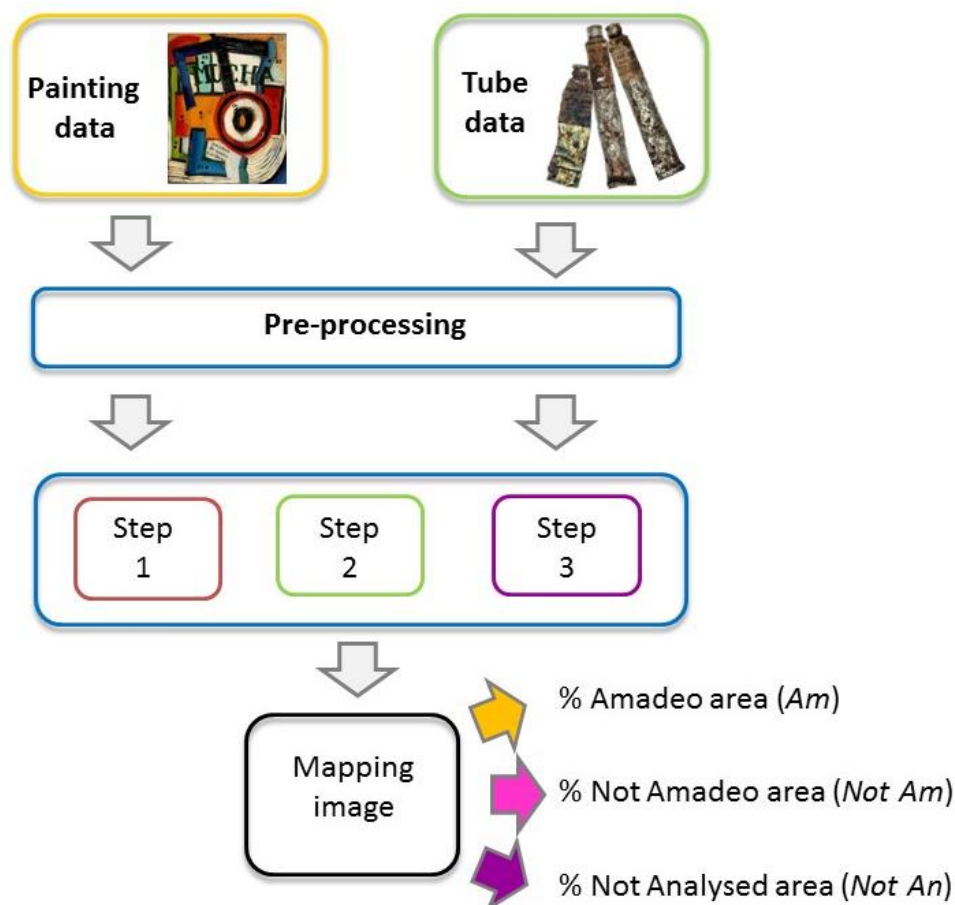 Painting
data
MUCHA
Tube
data
Pre-processing
Step
1
Step
2
Step
3
Mapping
image
% Amadeo area (Am)
% Not Amadeo area (Not Am)
% Not Analysed area (Not An)